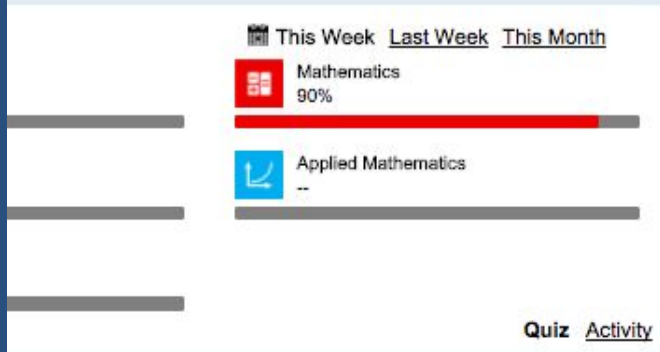 This Week Last Week This Month
Mathematics
90%
Applied Mathematics
--
Quiz Activity